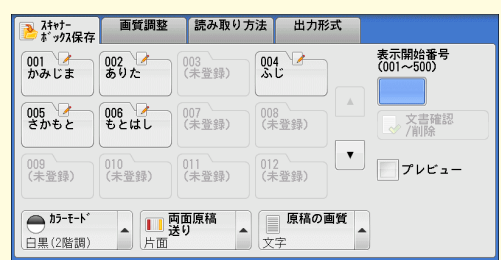 スキャナー
ボックス保存
画質調整
読み取り方法
出力形式
001
かみじま
002
ありた
003
(未登録)
004
ふじ
005
さかもと
006
もとはし
007
(未登録)
008
(未登録)
009
(未登録)
010
(未登録)
011
(未登録)
012
(未登録)
表示開始番号
(001~500)
文書確認
/削除
プレビュー
カラーモード
白黒(2階調)
両面原稿
送り
片面
原稿の画質
文字